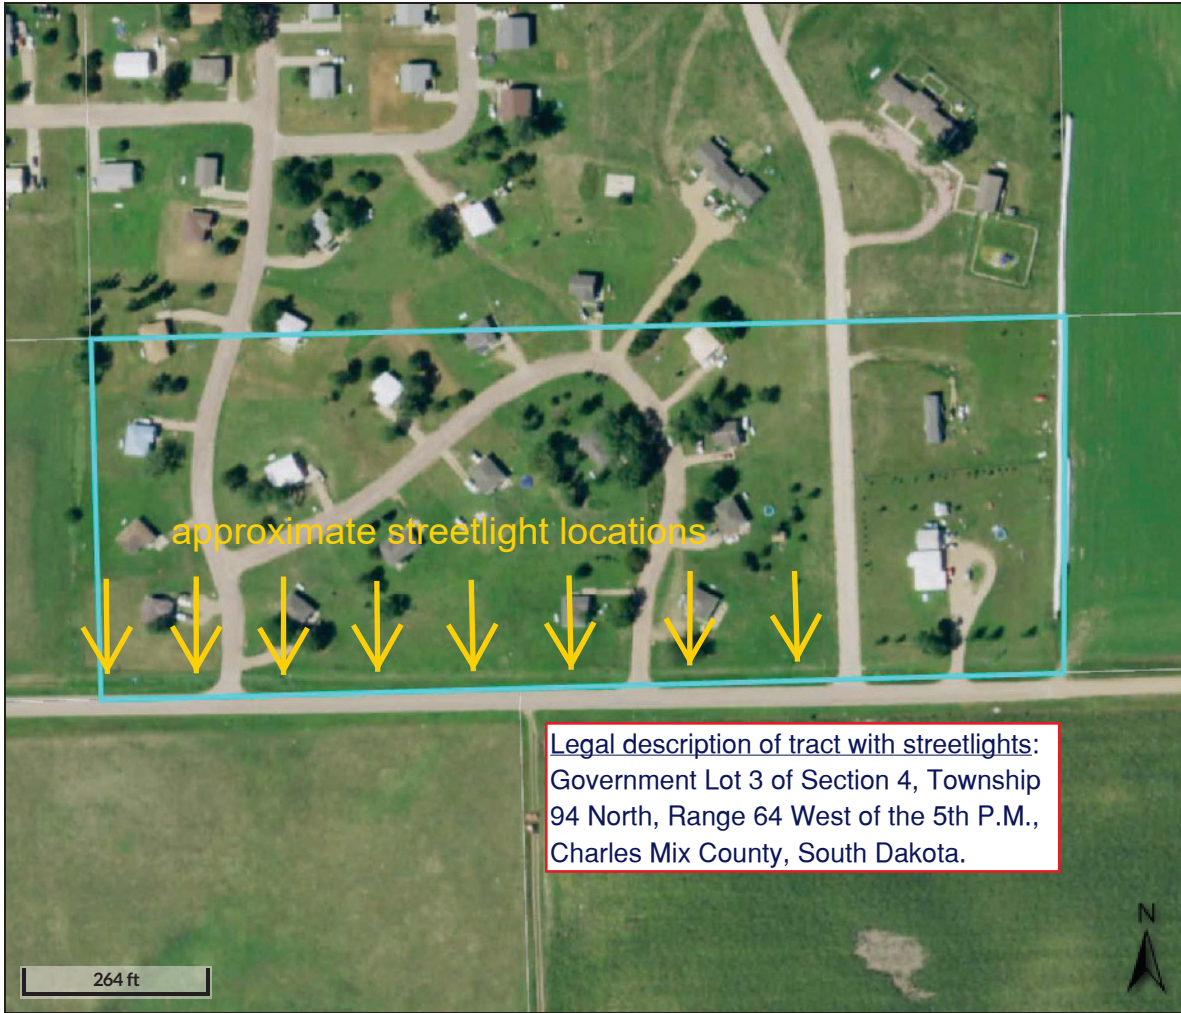 approximate streetlight locations
Legal description of tract with streetlights:
Government Lot 3 of Section 4, Township
94 North, Range 64 West of the 5th P.M.,
Charles Mix County, South Dakota.
N
264 ft